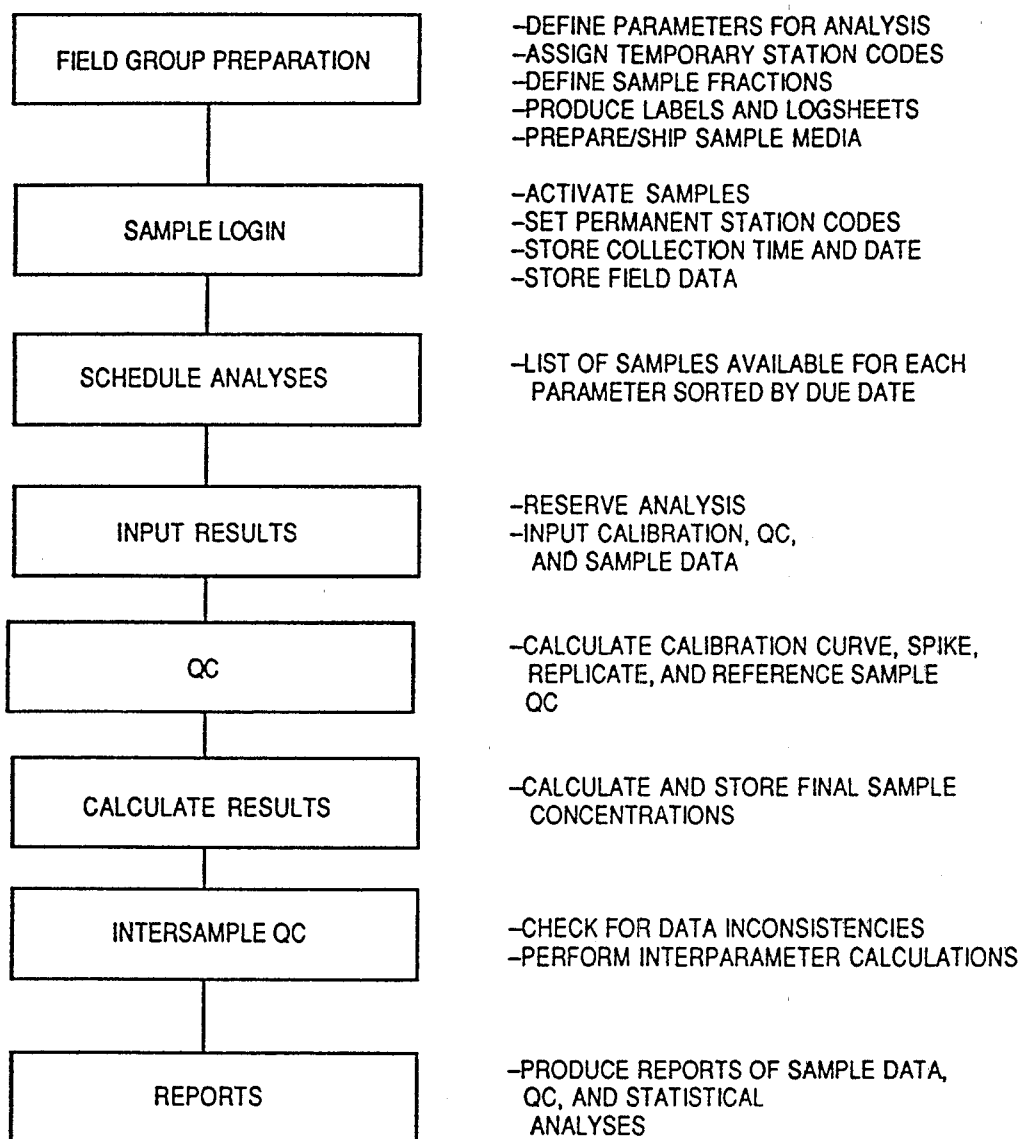 FIELD GROUP PREPARATION
–DEFINE PARAMETERS FOR ANALYSIS
–ASSIGN TEMPORARY STATION CODES
–DEFINE SAMPLE FRACTIONS
–PRODUCE LABELS AND LOGSHEETS
–PREPARE/SHIP SAMPLE MEDIA
SAMPLE LOGIN
–ACTIVATE SAMPLES
–SET PERMANENT STATION CODES
–STORE COLLECTION TIME AND DATE
–STORE FIELD DATA
SCHEDULE ANALYSES
–LIST OF SAMPLES AVAILABLE FOR EACH
PARAMETER SORTED BY DUE DATE
INPUT RESULTS
–RESERVE ANALYSIS
–INPUT CALIBRATION, QC,
AND SAMPLE DATA
QC
–CALCULATE CALIBRATION CURVE, SPIKE,
REPLICATE, AND REFERENCE SAMPLE
QC
CALCULATE RESULTS
–CALCULATE AND STORE FINAL SAMPLE
CONCENTRATIONS
INTERSAMPLE QC
–CHECK FOR DATA INCONSISTENCIES
–PERFORM INTERPARAMETER CALCULATIONS
REPORTS
–PRODUCE REPORTS OF SAMPLE DATA,
QC, AND STATISTICAL
ANALYSES